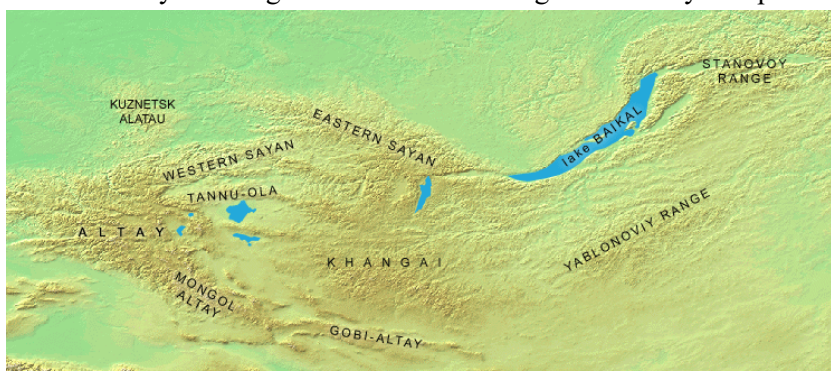 STANOVOY
RANGE
KUZNETSK
ALATAU
EASTERN SAYAN
lake BAIKAL
WESTERN SAYAN
TANNU-OLA
ALTAY
KHANGAI
YABLONOVIY RANGE
MONGOL
ALTAY
GOBI-ALTAY